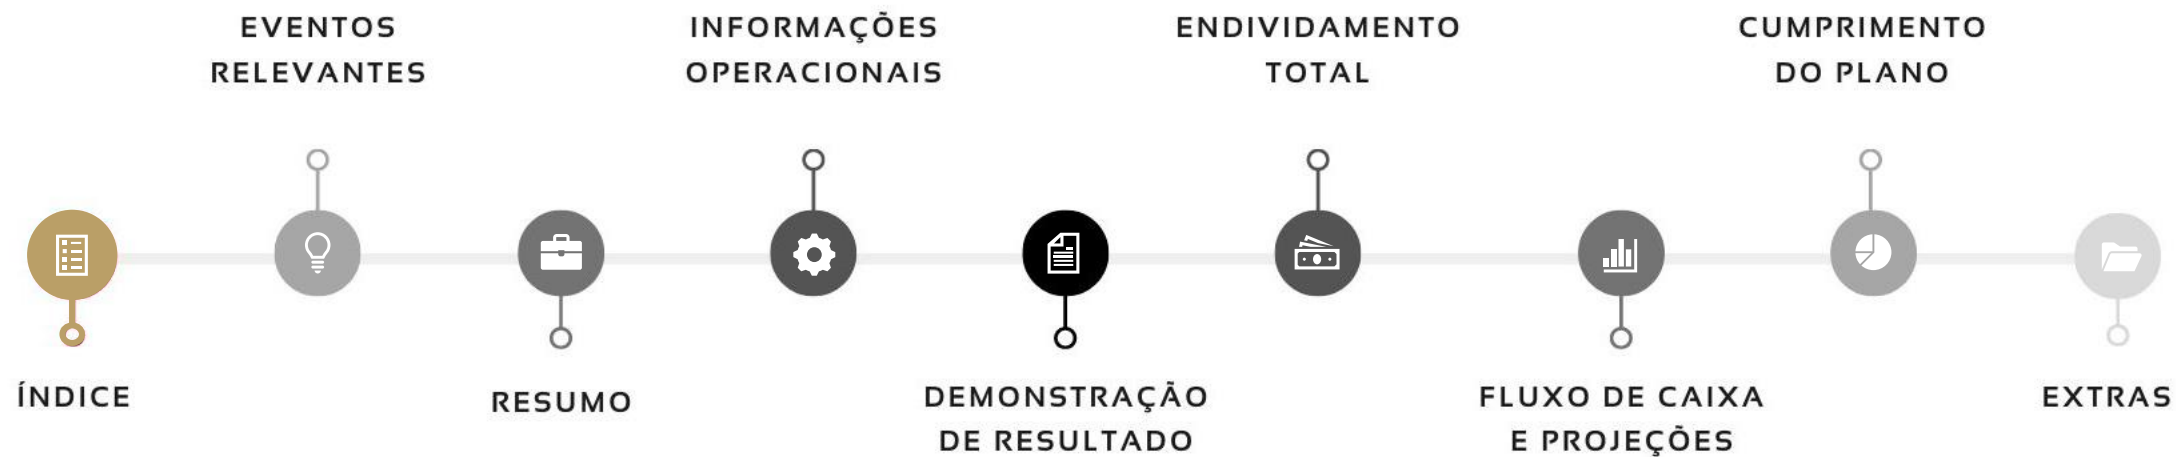 ÍNDICE
EVENTOS
RELEVANTES
RESUMO
INFORMAÇÕES
OPERACIONAIS
DEMONSTRAÇÃO
DE RESULTADO
ENDIVIDAMENTO
TOTAL
FLUXO DE CAIXA
E PROJEÇÕES
CUMPRIMENTO
DO PLANO
EXTRAS